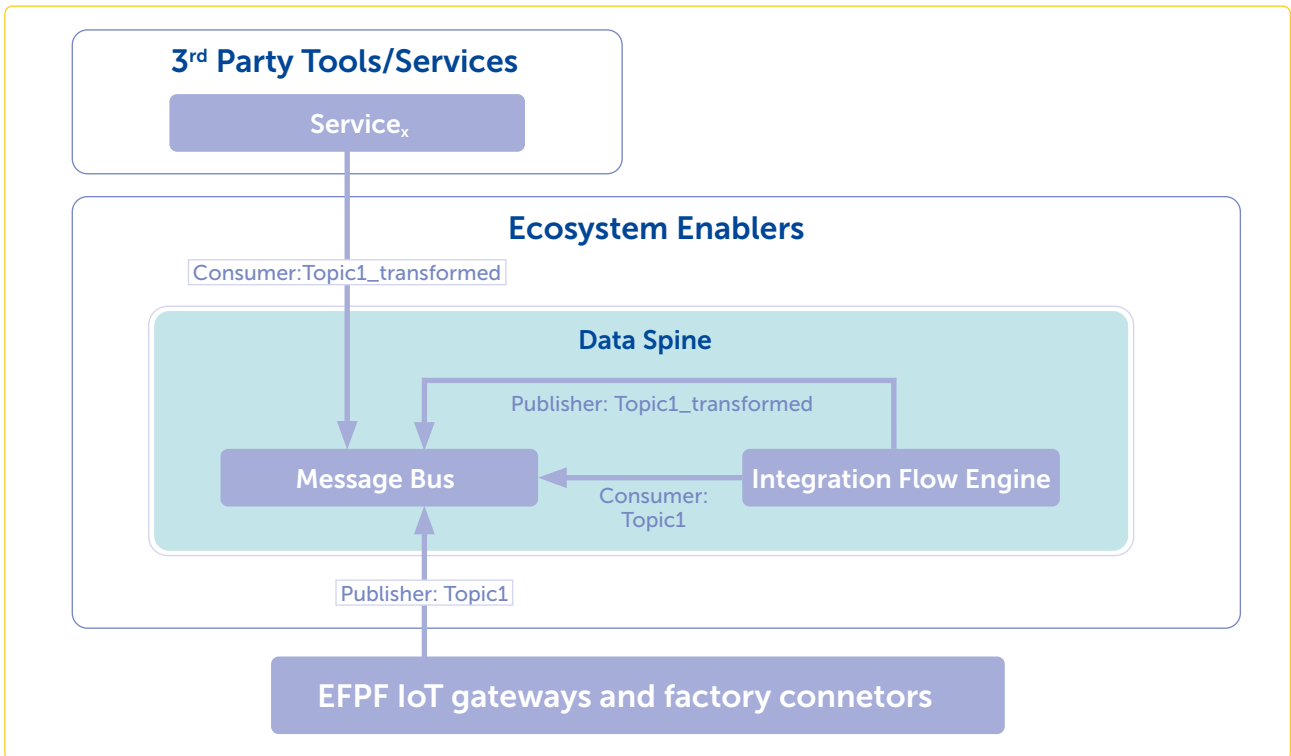 3rd Party Tools/Services
Servicex
Ecosystem Enablers
Consumer:Topic1_transformed
Data Spine
Publisher: Topic1_transformed
Message Bus
Integration Flow Engine
Consumer:
Topic1
Publisher: Topic1
EFPF IoT gateways and factory connetors